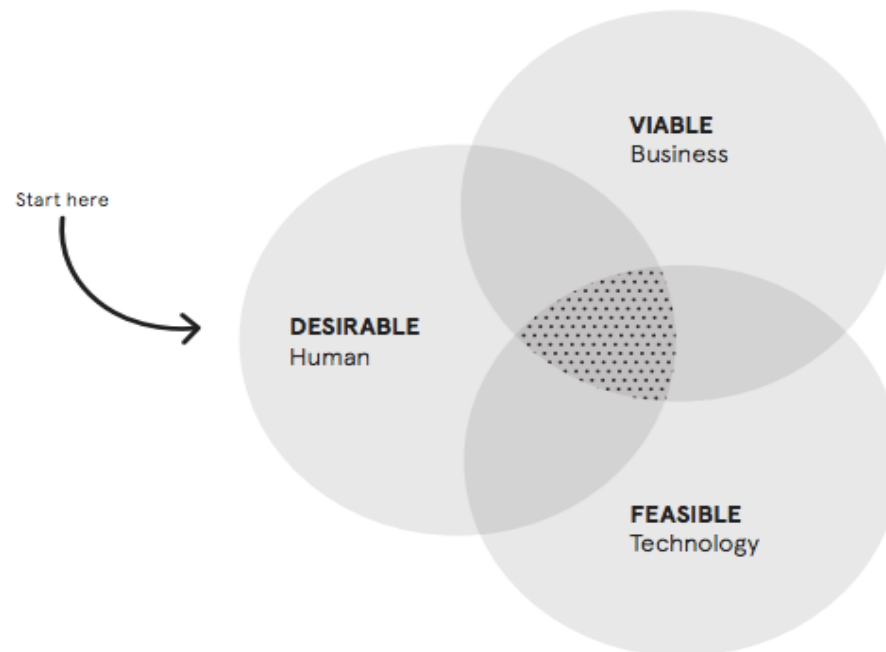 Start here
VIABLE
Business
DESIRABLE
Human
FEASIBLE
Technology